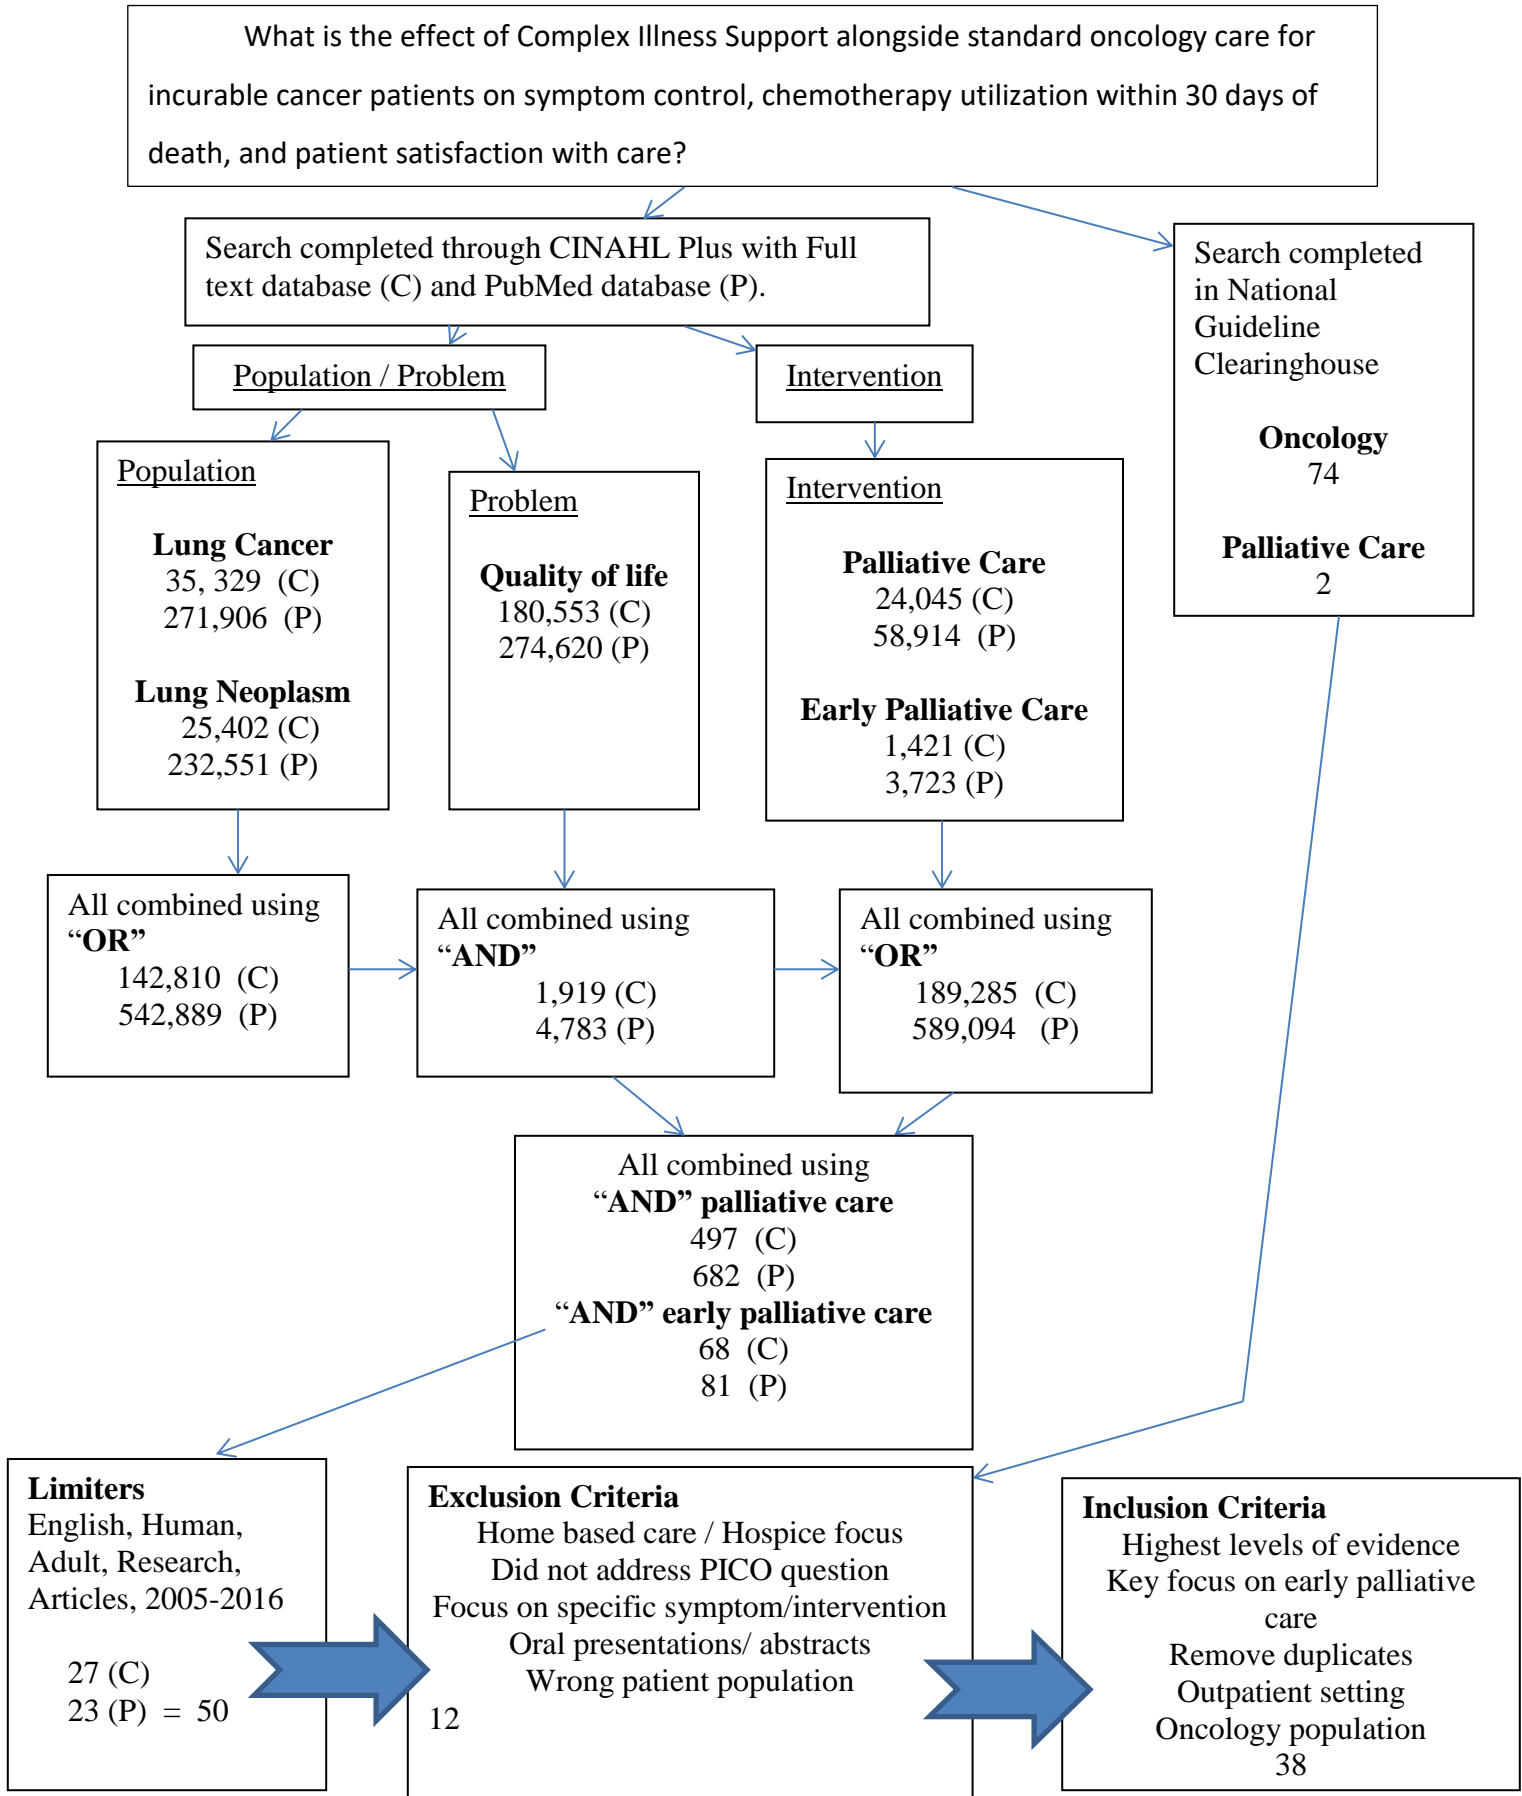 What is the effect of Complex Illness Support alongside standard oncology care for
incurable cancer patients on symptom control, chemotherapy utilization within 30 days of
death, and patient satisfaction with care?
Search completed through CINAHL Plus with Full
text database (C) and PubMed database (P).
Search completed
in National
Guideline
Clearinghouse
Oncology
74
Palliative Care
2
Population / Problem
Intervention
Population
Lung Cancer
35, 329 (C)
271,906 (P)
Lung Neoplasm
25,402 (C)
232,551 (P)
Problem
Quality of life
180,553 (C)
274,620 (P)
Intervention
Palliative Care
24,045 (C)
58,914 (P)
Early Palliative Care
1,421 (C)
3,723 (P)
All combined using
“OR”
142,810 (C)
542,889 (P)
All combined using
“AND”
1,919 (C)
4,783 (P)
All combined using
“OR”
189,285 (C)
589,094 (P)
All combined using
“AND” palliative care
497 (C)
682 (P)
“AND” early palliative care
68 (C)
81 (P)
Limiters
English, Human,
Adult, Research,
Articles, 2005-2016
27 (C)
23 (P) = 50
Exclusion Criteria
Home based care / Hospice focus
Did not address PICO question
Focus on specific symptom/intervention
Oral presentations/ abstracts
Wrong patient population
12
Inclusion Criteria
Highest levels of evidence
Key focus on early palliative
care
Remove duplicates
Outpatient setting
Oncology population
38